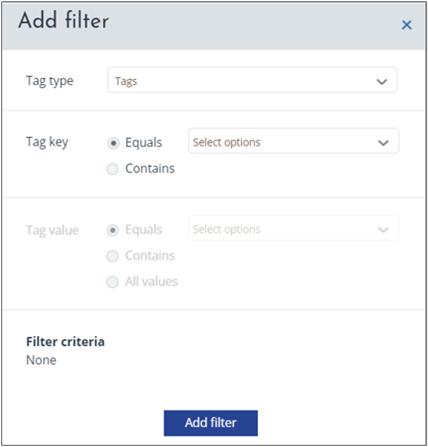 Add filter
×
Tag type
Tags
Tag key
Equals
Select options
Contains
Tag value
Equals
Select options
Contains
All values
Filter criteria
None
Add filter